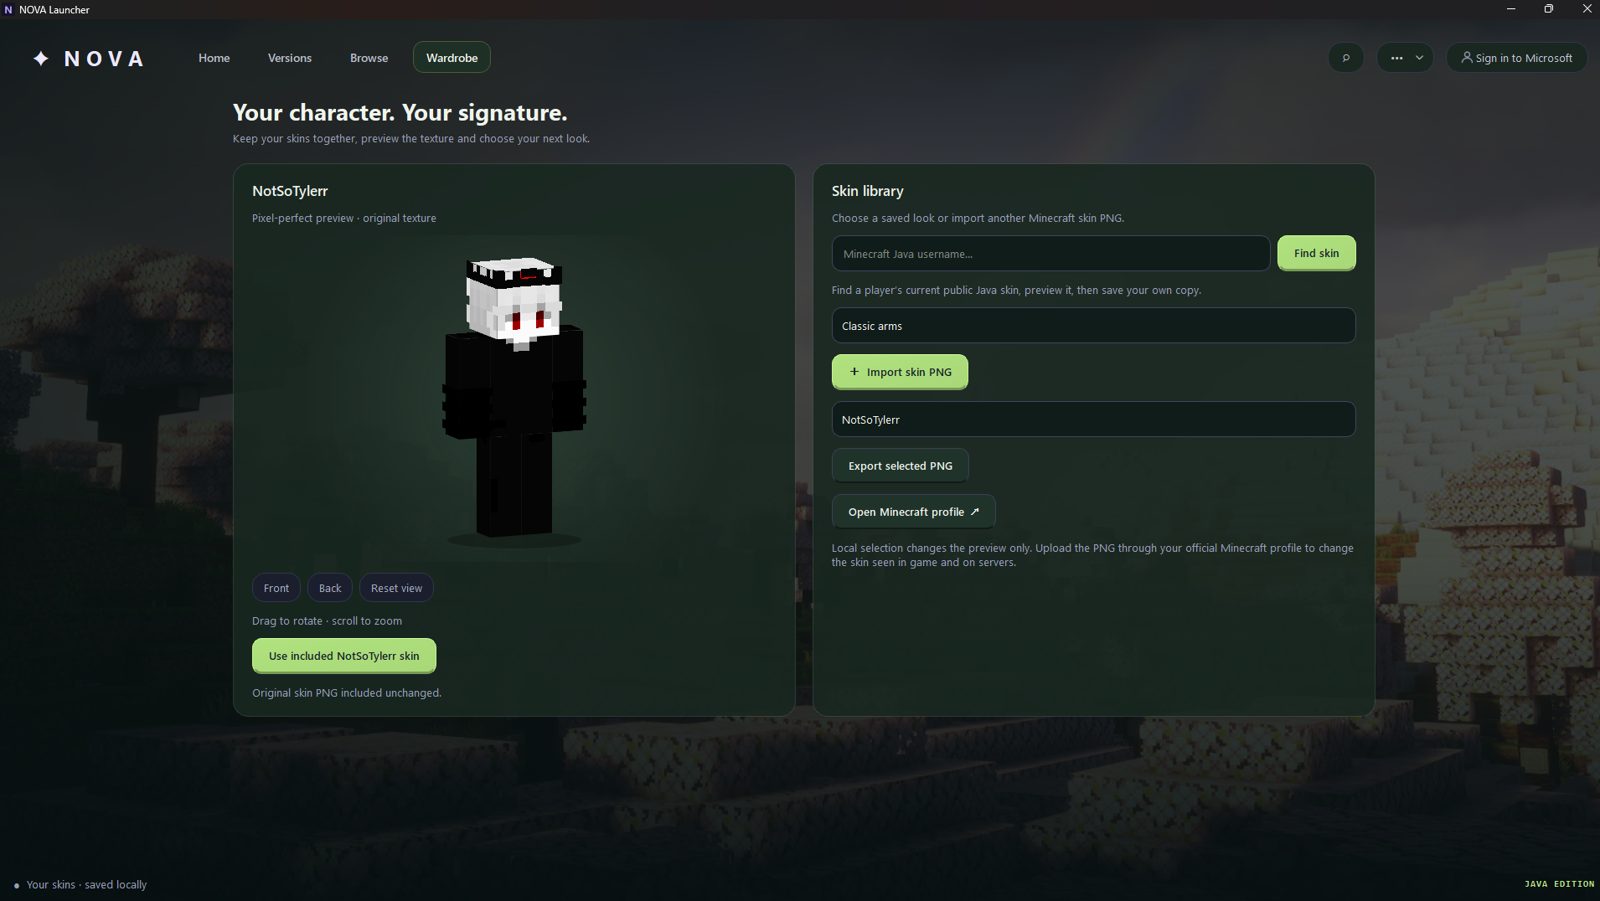 N NOVA Launcher
NOVA
Home
Versions
Browse
Wardrobe
Sign in to Microsoft
Your character. Your signature.
Keep your skins together, preview the texture and choose your next look.
NotSoTylerr
Pixel-perfect preview · original texture
Front
Back
Reset view
Drag to rotate · scroll to zoom
Use included NotSoTylerr skin
Original skin PNG included unchanged.
Skin library
Choose a saved look or import another Minecraft skin PNG.
Minecraft Java username...
Find skin
Find a player's current public Java skin, preview it, then save your own copy.
Classic arms
+ Import skin PNG
NotSoTylerr
Export selected PNG
Open Minecraft profile ↗
Local selection changes the preview only. Upload the PNG through your official Minecraft profile to change
the skin seen in game and on servers.
Your skins · saved locally
JAVA EDITION